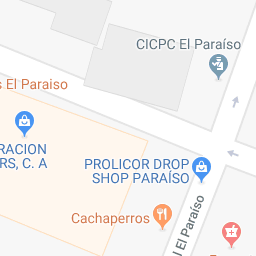 CICPC El Paraíso
s El Paraiso
RACION
RS, C. A
PROLICOR DROP
SHOP PARAÍSO
Cachaperros
l El Paraíso